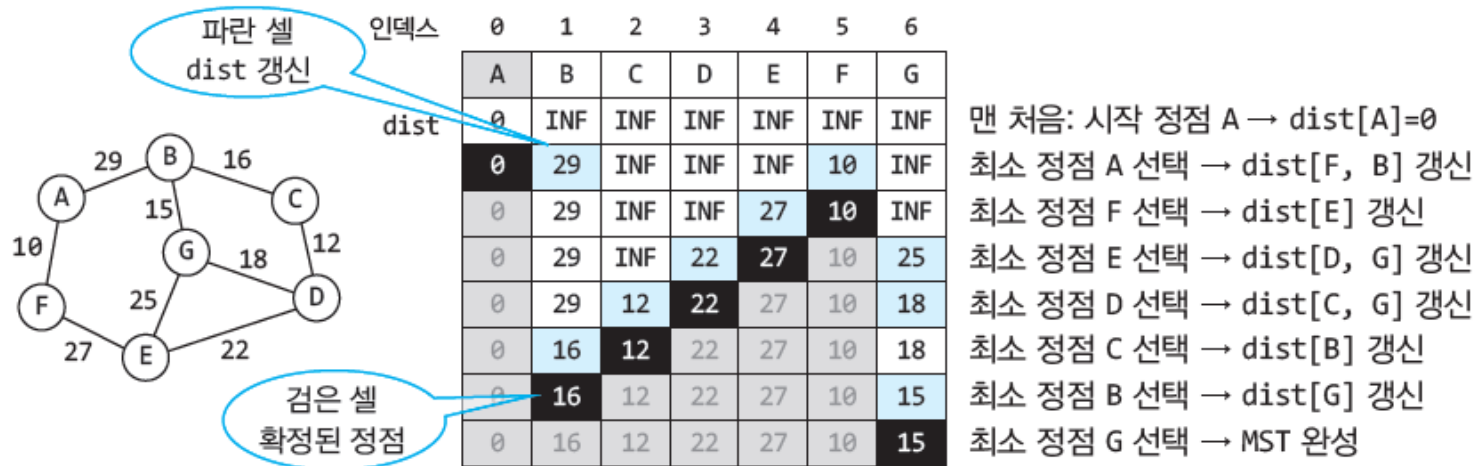 파란 셀
dist 갱신
인덱스 0 1 2 3 4 5 6
A B C D E F G
dist 0 INF INF INF INF INF INF 맨 처음: 시작 정점 A → dist[A]=0
0 29 INF INF INF 10 INF 최소 정점 A 선택 → dist[F, B] 갱신
0 29 INF INF 27 10 INF 최소 정점 F 선택 → dist[E] 갱신
0 29 INF 22 27 10 25 최소 정점 E 선택 → dist[D, G] 갱신
0 29 12 22 27 10 18 최소 정점 D 선택 → dist[C, G] 갱신
0 16 12 22 27 10 18 최소 정점 C 선택 → dist[B] 갱신
0 16 12 22 27 10 15 최소 정점 B 선택 → dist[G] 갱신
0 16 12 22 27 10 15 최소 정점 G 선택 → MST 완성
29 B 16
A 15 C
10 G 18 12
F 25 D
27 E 22
검은 셀
확정된 정점